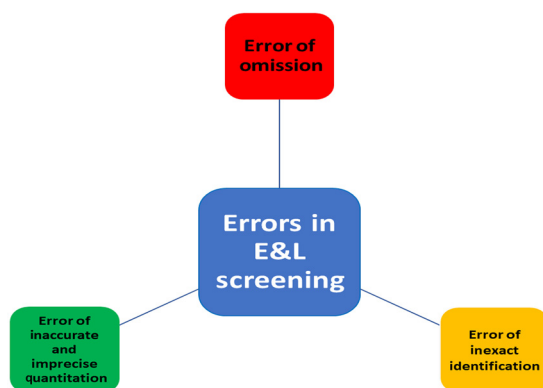 Error of
omission
Errors in
E&L
screening
Error of
inaccurate
and
imprecise
quantitation
Error of
inexact
identification